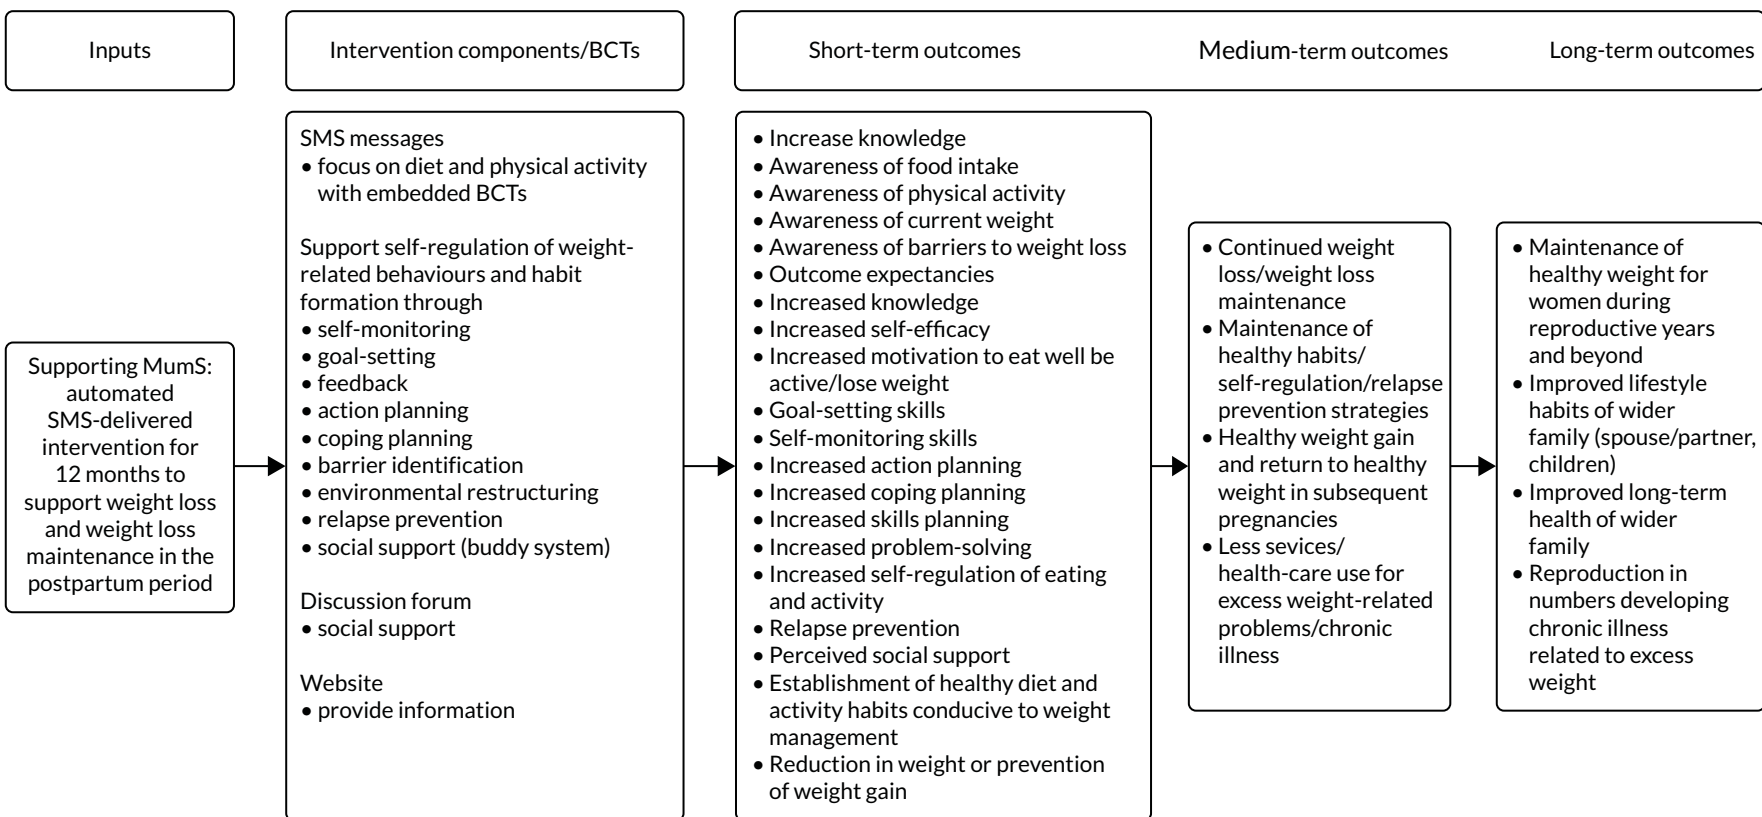 Inputs
Intervention components/BCTs
Short-term outcomes
Medium-term outcomes
Long-term outcomes
Supporting MumS:
automated
SMS-delivered
intervention for
12 months to
support weight loss
and weight loss
maintenance in the
postpartum period
SMS messages
• focus on diet and physical activity
with embedded BCTs
Support self-regulation of weight-
related behaviours and habit
formation through
• self-monitoring
• goal-setting
• feedback
• action planning
• coping planning
• barrier identification
• environmental restructuring
• relapse prevention
• social support (buddy system)
Discussion forum
• social support
Website
• provide information
• Increase knowledge
• Awareness of food intake
• Awareness of physical activity
• Awareness of current weight
• Awareness of barriers to weight loss
• Outcome expectancies
• Increased knowledge
• Increased self-efficacy
• Increased motivation to eat well be
active/lose weight
• Goal-setting skills
• Self-monitoring skills
• Increased action planning
• Increased coping planning
• Increased skills planning
• Increased problem-solving
• Increased self-regulation of eating
and activity
• Relapse prevention
• Perceived social support
• Establishment of healthy diet and
activity habits conducive to weight
management
• Reduction in weight or prevention
of weight gain
• Continued weight
loss/weight loss
maintenance
• Maintenance of
healthy habits/
self-regulation/relapse
prevention strategies
• Healthy weight gain
and return to healthy
weight in subsequent
pregnancies
• Less sevices/
health-care use for
excess weight-related
problems/chronic
illness
• Maintenance of
healthy weight for
women during
reproductive years
and beyond
• Improved lifestyle
habits of wider
family (spouse/partner,
children)
• Improved long-term
health of wider
family
• Reproduction in
numbers developing
chronic illness
related to excess
weight